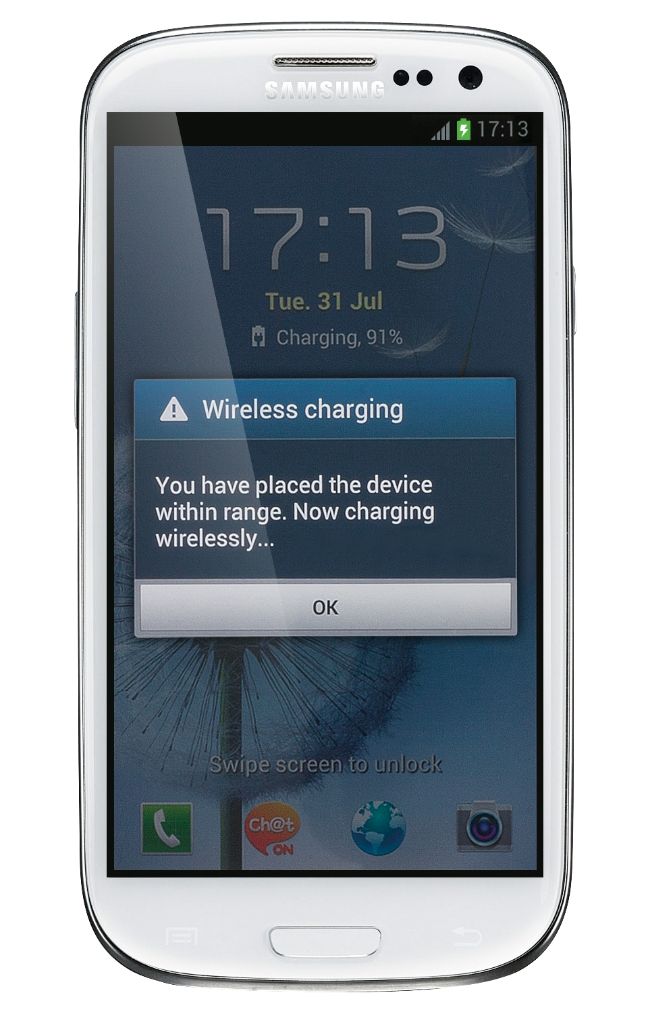 SAMSUNG
17:13
17:13
Tue. 31 Jul
Charging, 91%
Wireless charging
You have placed the device
within range. Now charging
wirelessly...
OK
Swipe screen to unlock
Ch@t
ON